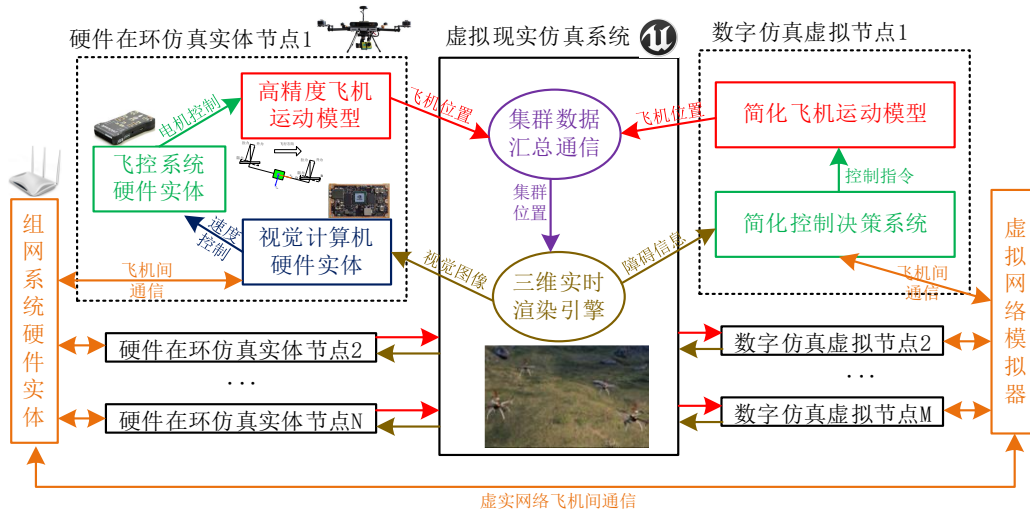 硬件在环仿真实体节点1
虚拟现实仿真系统
数字仿真虚拟节点1
高精度飞机
运动模型
电机控制
飞控系统
硬件实体
速度
控制
视觉计算机
硬件实体
飞机间
通信
飞机位置
集群数据
汇总通信
集群
位置
三维实时
渲染引擎
视觉图像
飞机位置
简化飞机运动模型
控制指令
简化控制决策系统
障碍信息
飞机间
通信
组
网
系
统
硬
件
实
体
虚
拟
网
络
模
拟
器
硬件在环仿真实体节点2
...
硬件在环仿真实体节点N
数字仿真虚拟节点2
...
数字仿真虚拟节点M
虚实网络飞机间通信